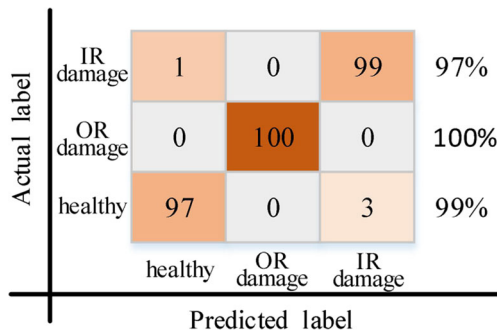 Actual label
IR
damage
1
0
99
97%
OR
damage
0
100
0
100%
healthy
97
0
3
99%
healthy
OR
damage
IR
damage
Predicted label